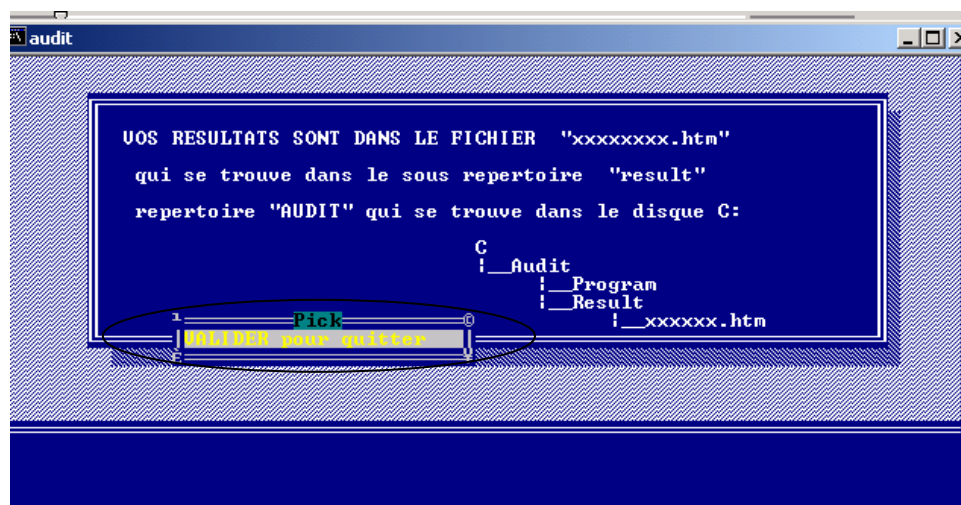 audit
VOS RESULTATS SONT DANS LE FICHIER "xxxxxxxx.htm"
qui se trouve dans le sous repertoire "result"
repertoire "AUDIT" qui se trouve dans le disque C:
C
¦__Audit
¦__Program
¦__Result
¦__xxxxxx.htm
Pick
VALIDER pour quitter